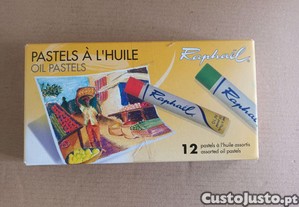 PASTELS À L'HUILE
OIL PASTELS
Raphaël
Raphaël
Raphaël
12 pastels à l'huile assortis
assorted oil pastels
CustoJusto.pt